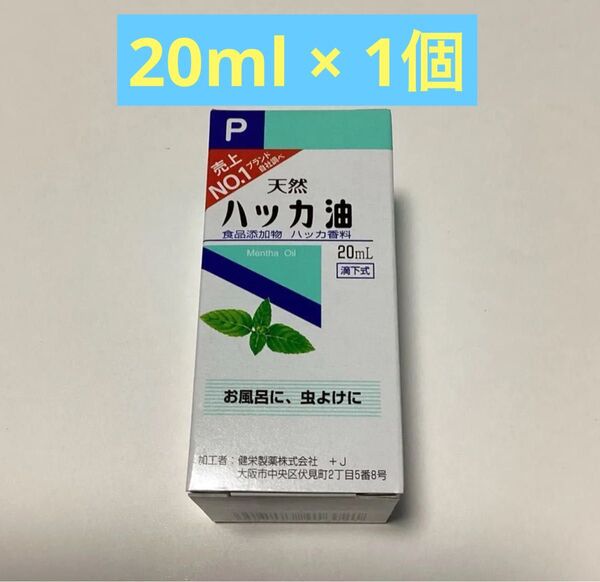 20ml × 1個
P
売上
NO.1ブランド
自社調べ
天然
ハッカ油
食品添加物 ハッカ香料
Mentha Oil
20mL
滴下式
お風呂に、虫よけに
加工者：健栄製薬株式会社 +J
大阪市中央区伏見町2丁目5番8号